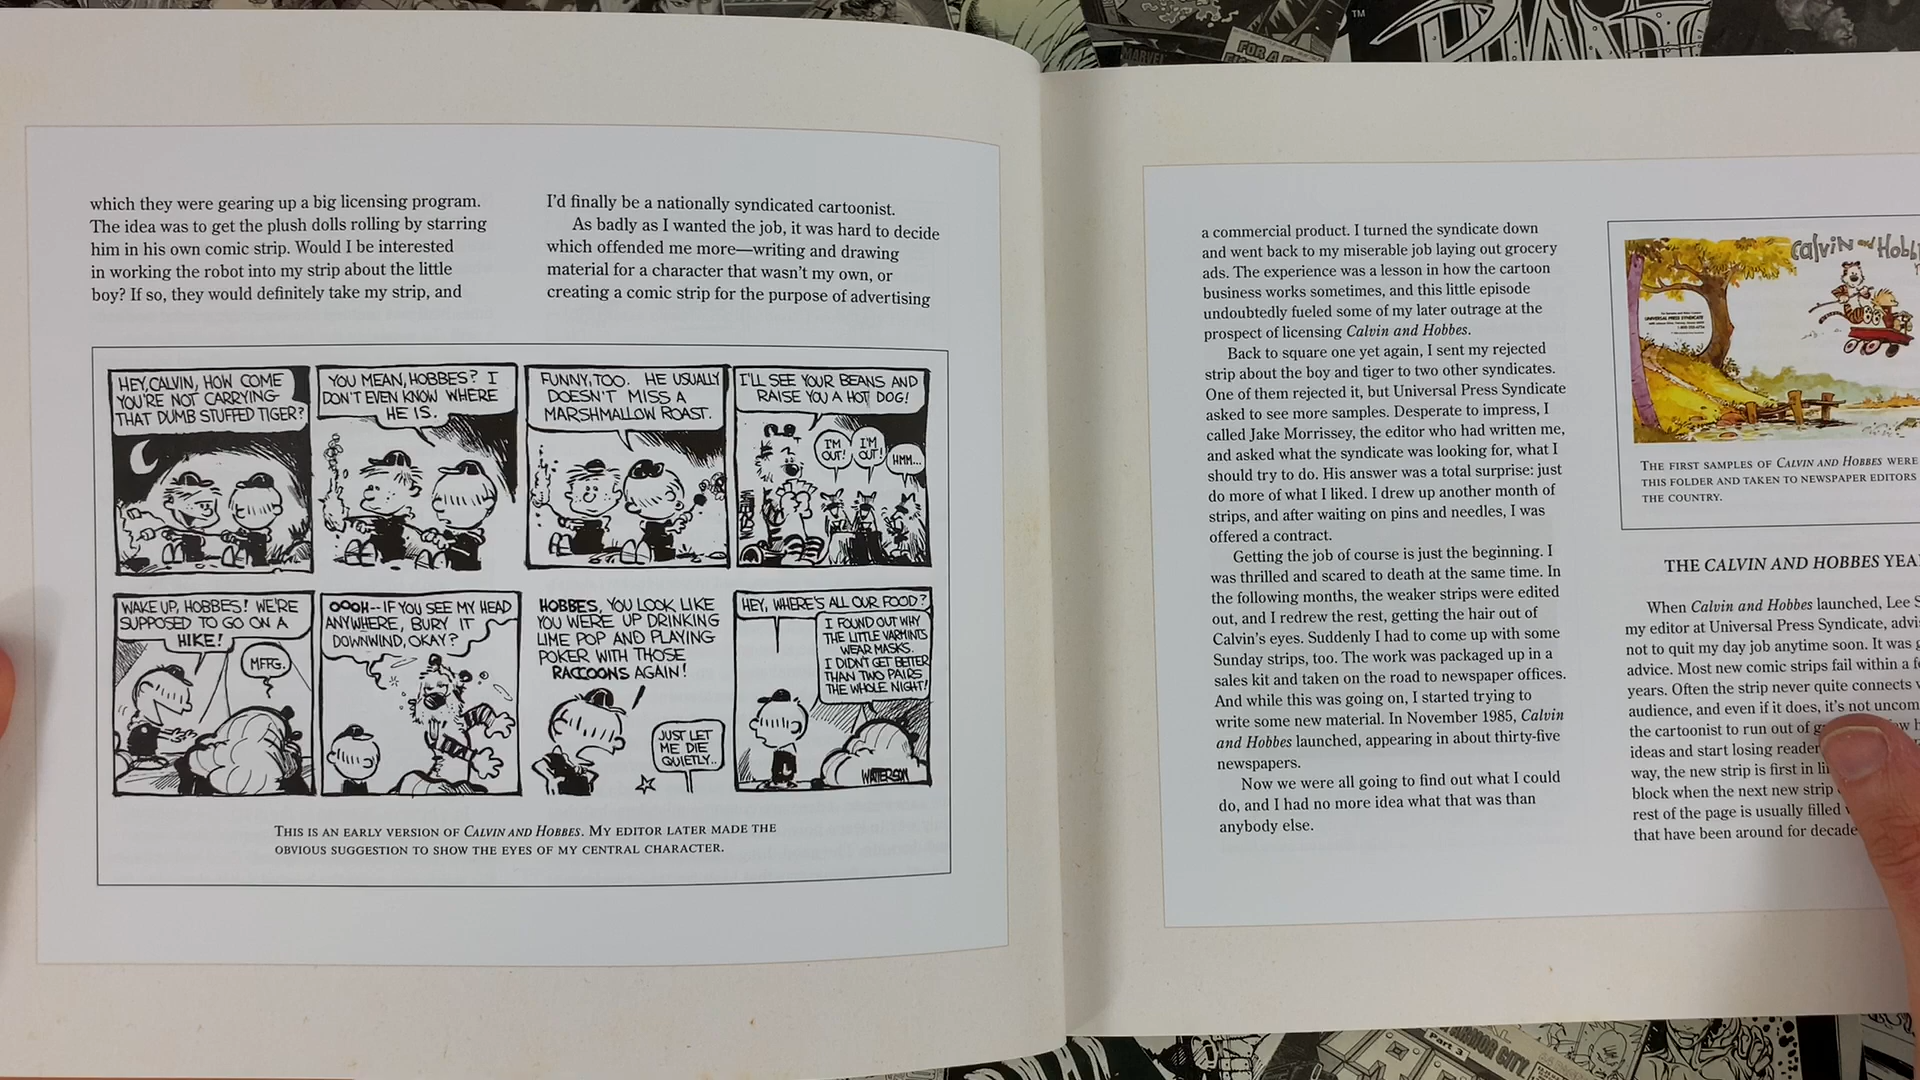 which they were gearing up a big licensing program.
The idea was to get the plush dolls rolling by starring
him in his own comic strip. Would I be interested
in working the robot into my strip about the little
boy? If so, they would definitely take my strip, and
I'd finally be a nationally syndicated cartoonist.
As badly as I wanted the job, it was hard to decide
which offended me more—writing and drawing
material for a character that wasn't my own, or
creating a comic strip for the purpose of advertising
HEY, CALVIN, HOW COME
YOU'RE NOT CARRYING
THAT DUMB STUFFED TIGER?
YOU MEAN, HOBBES? I
DON'T EVEN KNOW WHERE
HE IS.
FUNNY, TOO. HE USUALLY
DOESN'T MISS A
MARSHMALLOW ROAST.
I'LL SEE YOUR BEANS AND
RAISE YOU A HOT DOG!
I'M
OUT!
I'M
OUT!
HMM...
WAKE UP, HOBBES! WE'RE
SUPPOSED TO GO ON A
HIKE!
MFFG.
OOOH-- IF YOU SEE MY HEAD
ANYWHERE, BURY IT
DOWNWIND, OKAY?
HOBBES, YOU LOOK LIKE
YOU WERE UP DRINKING
LIME POP AND PLAYING
POKER WITH THOSE
RACCOONS AGAIN!
JUST LET
ME DIE
QUIETLY..
HEY, WHERE'S ALL OUR FOOD?
I FOUND OUT WHY
THE LITTLE VARMINTS
WEAR MASKS.
I DIDN'T GET BETTER
THAN TWO PAIRS
THE WHOLE NIGHT!
WATTERSON
THIS IS AN EARLY VERSION OF CALVIN AND HOBBES. MY EDITOR LATER MADE THE
OBVIOUS SUGGESTION TO SHOW THE EYES OF MY CENTRAL CHARACTER.
a commercial product. I turned the syndicate down
and went back to my miserable job laying out grocery
ads. The experience was a lesson in how the cartoon
business works sometimes, and this little episode
undoubtedly fueled some of my later outrage at the
prospect of licensing Calvin and Hobbes.
Back to square one yet again, I sent my rejected
strip about the boy and tiger to two other syndicates.
One of them rejected it, but Universal Press Syndicate
asked to see more samples. Desperate to impress, I
called Jake Morrissey, the editor who had written me,
and asked what the syndicate was looking for, what I
should try to do. His answer was a total surprise: just
do more of what I liked. I drew up another month of
strips, and after waiting on pins and needles, I was
offered a contract.
Getting the job of course is just the beginning. I
was thrilled and scared to death at the same time. In
the following months, the weaker strips were edited
out, and I redrew the rest, getting the hair out of
Calvin's eyes. Suddenly I had to come up with some
Sunday strips, too. The work was packaged up in a
sales kit and taken on the road to newspaper offices.
And while this was going on, I started trying to
write some new material. In November 1985, Calvin
and Hobbes launched, appearing in about thirty-five
newspapers.
Now we were all going to find out what I could
do, and I had no more idea what that was than
anybody else.
Calvin and
UNIVERSAL PRESS SYNDICATE
THE FIRST SAMPLES OF CALVIN AND HOBBES WERE
THIS FOLDER AND TAKEN TO NEWSPAPER EDITORS
THE COUNTRY.
THE CALVIN AND HOBBES
When Calvin and Hobbes launched, Lee
my editor at Universal Press Syndicate,
not to quit my day job anytime soon. It was
advice. Most new comic strips fail within a
years. Often the strip never quite connects
audience, and even if it does, it's not
the cartoonist to run out of
ideas and start losing
way, the new strip is first in
block when the next new strip
rest of the page is usually filled
that have been around for
MARVEL
FOR A
TM
Part 3
CITY.